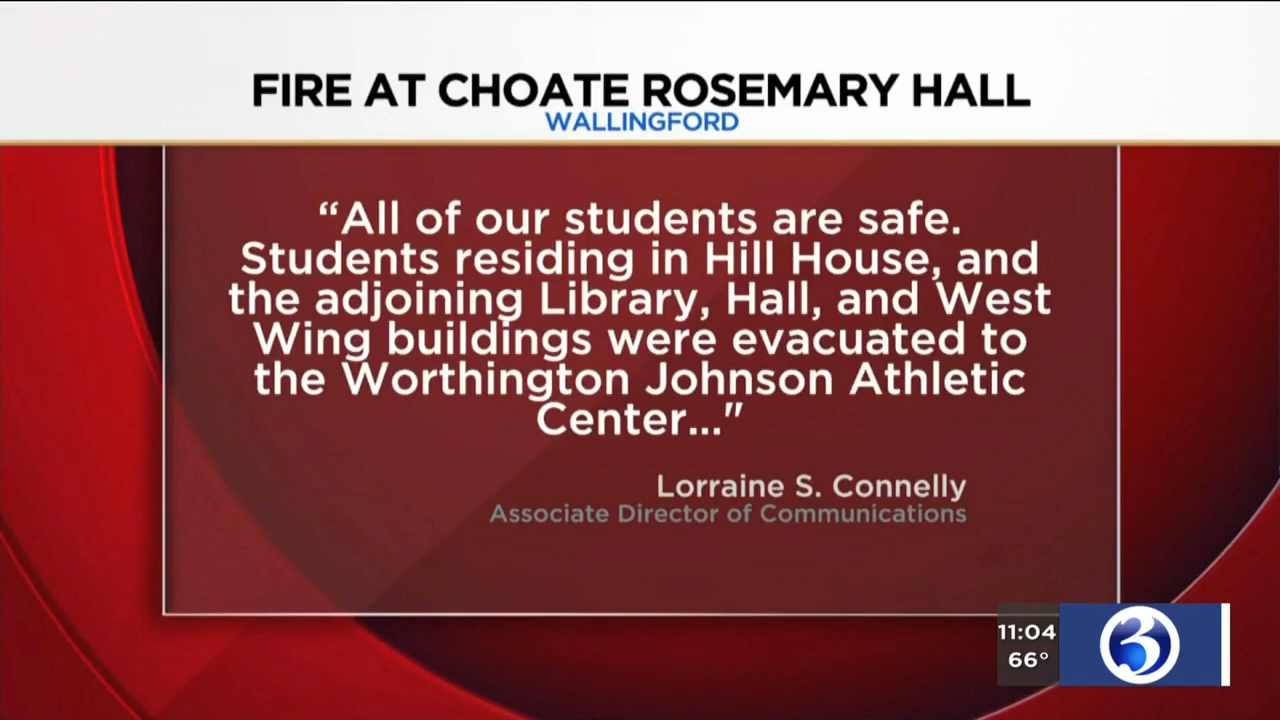 FIRE AT CHOATE ROSEMARY HALL
WALLINGFORD
“All of our students are safe.
Students residing in Hill House, and
the adjoining Library, Hall, and West
Wing buildings were evacuated to
the Worthington Johnson Athletic
Center..."
Lorraine S. Connelly
Associate Director of Communications
11:04
66°
3